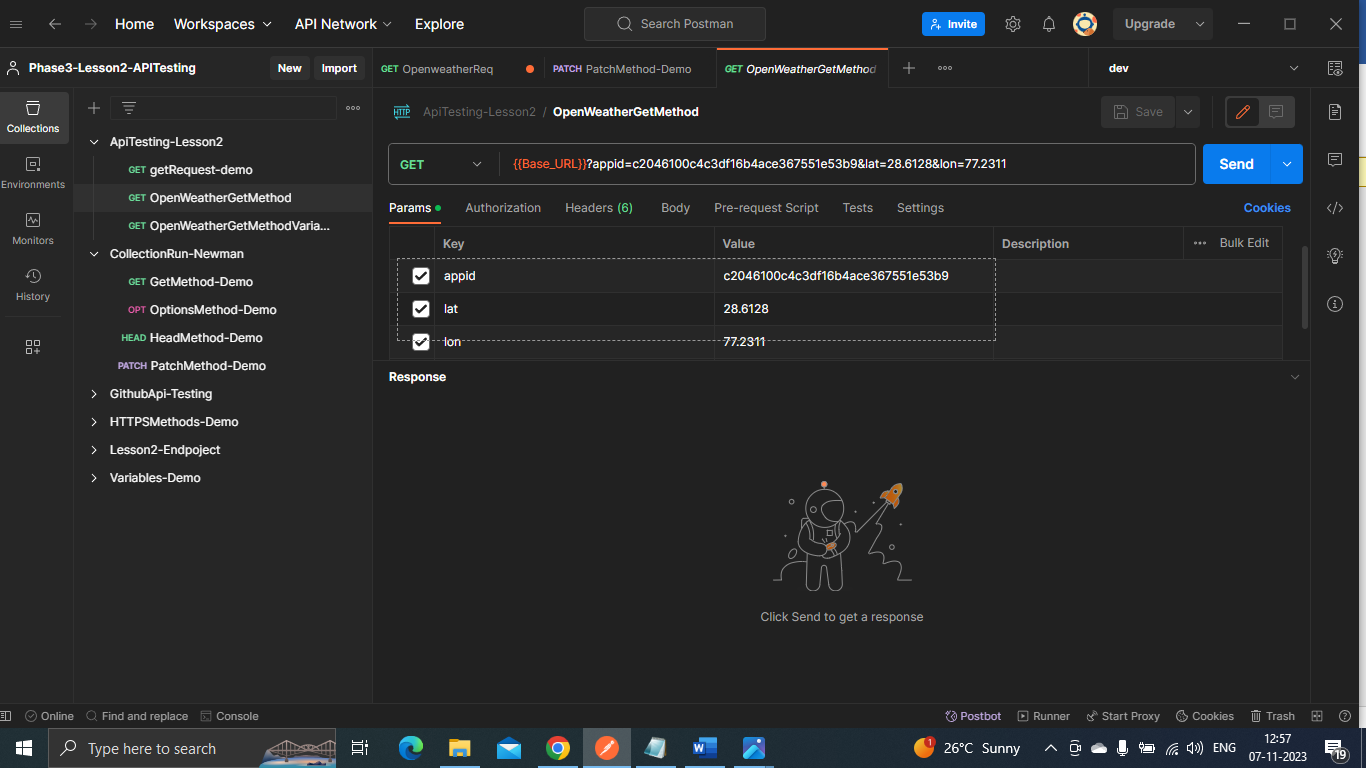 Home Workspaces API Network Explore Search Postman Invite Upgrade
Phase3-Lesson2-APITesting New Import GET OpenweatherReq PATCH PatchMethod-Demo GET OpenWeatherGetMethod dev
HTTP ApiTesting-Lesson2 / OpenWeatherGetMethod Save
Collections
Environments
Monitors
History
ApiTesting-Lesson2
GET getRequest-demo
GET OpenWeatherGetMethod
GET OpenWeatherGetMethodVaria...
CollectionRun-Newman
GET GetMethod-Demo
OPT OptionsMethod-Demo
HEAD HeadMethod-Demo
PATCH PatchMethod-Demo
GithubApi-Testing
HTTPSMethods-Demo
Lesson2-Endpoject
Variables-Demo
GET {{Base_URL}}?appid=c2046100c4c3df16b4ace367551e53b9&lat=28.6128&lon=77.2311 Send
Params Authorization Headers (6) Body Pre-request Script Tests Settings Cookies
Key Value Description Bulk Edit
appid c2046100c4c3df16b4ace367551e53b9
lat 28.6128
lon 77.2311
Response
Click Send to get a response
Online Find and replace Console Postbot Runner Start Proxy Cookies Trash
Type here to search 1 26°C Sunny ENG 12:57
07-11-2023 19